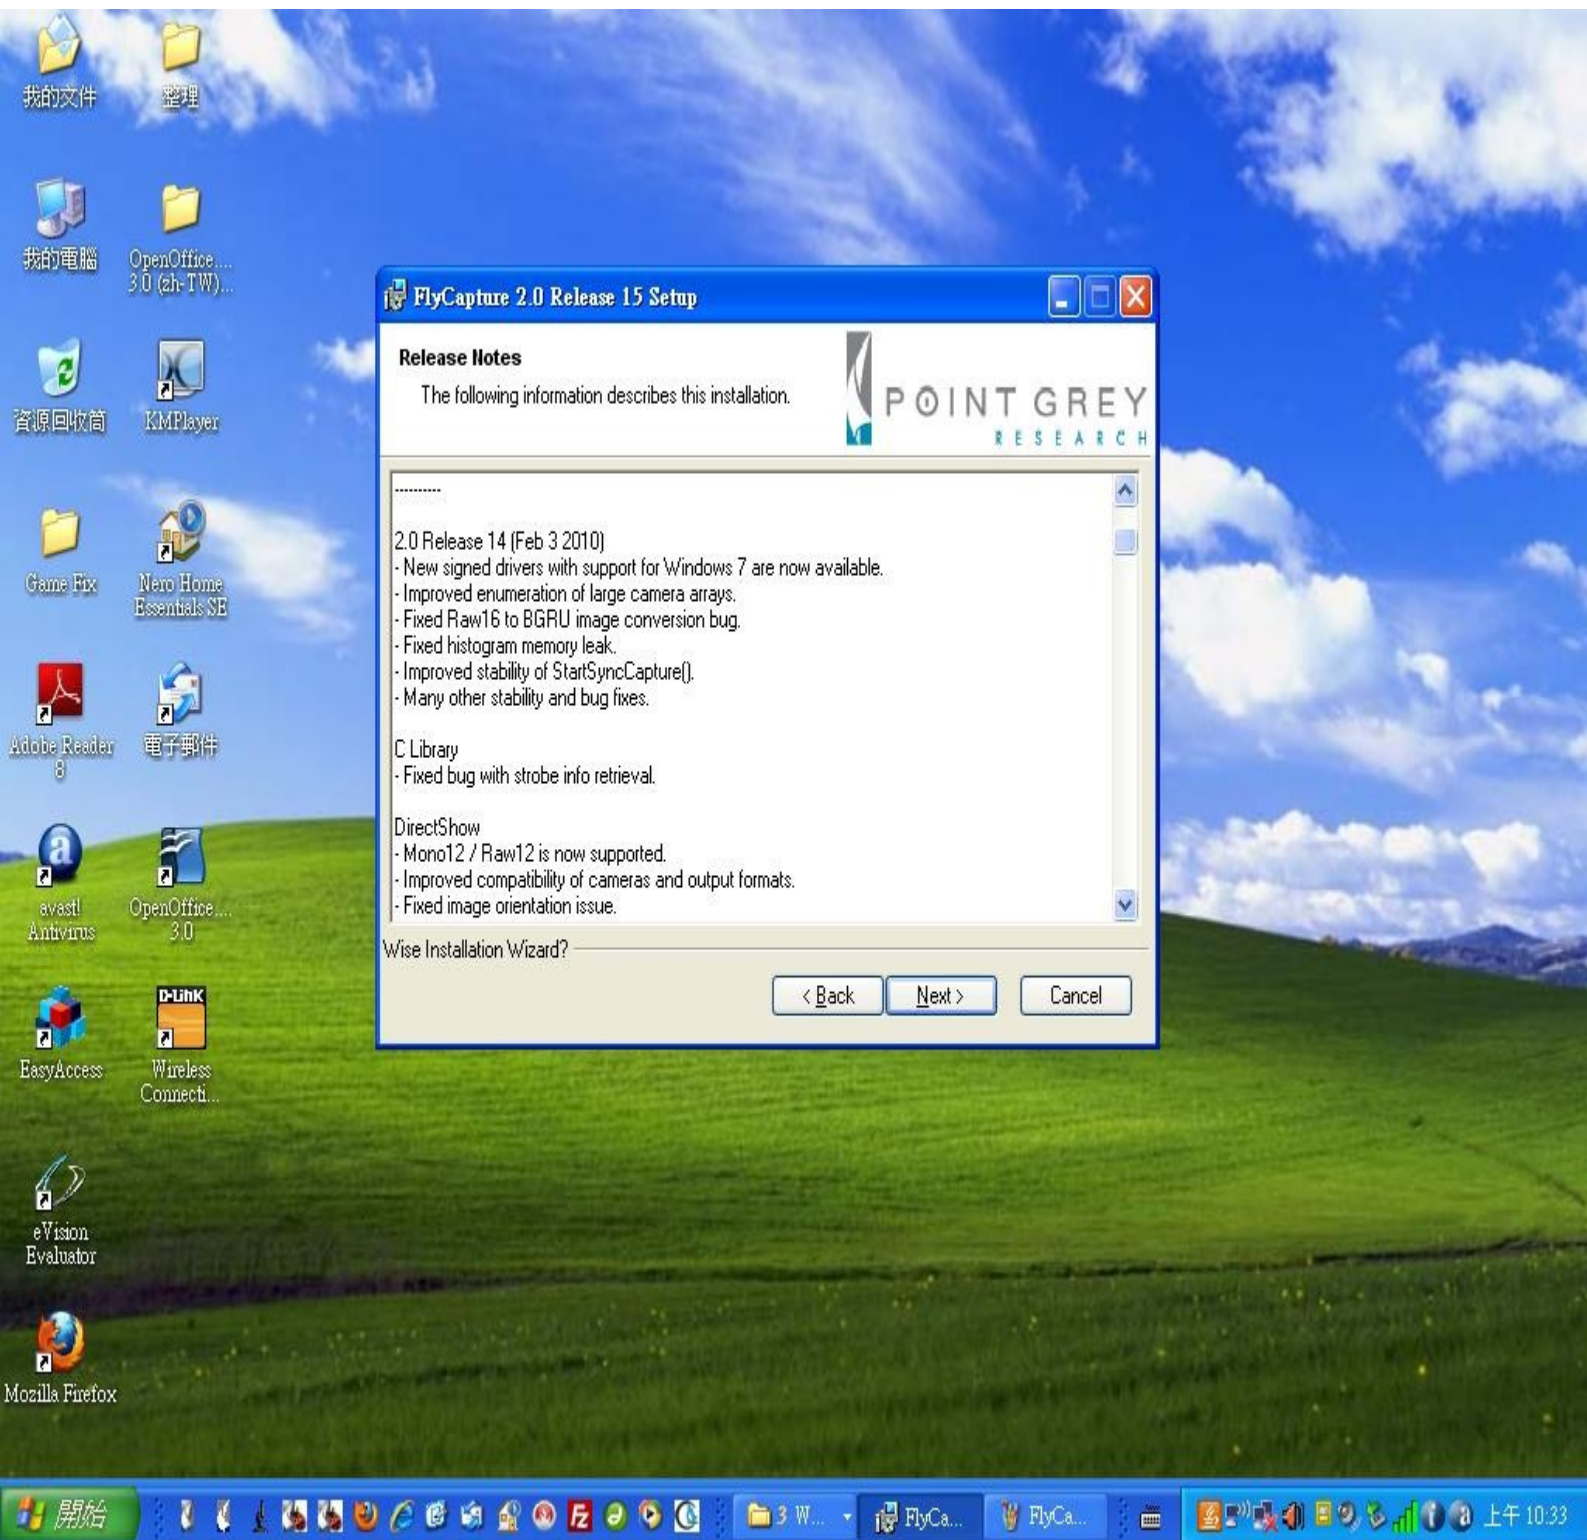 我的文件
整理
我的電腦
OpenOffice....
3.0 (zh-TW)...
資源回收筒
KMPlayer
Game Fix
Nero Home
Essentials SE
Adobe Reader
8
電子郵件
avast!
Antivirus
OpenOffice....
3.0
EasyAccess
D-Link
Wireless
Connecti...
eVision
Evaluator
Mozilla Firefox
FlyCapture 2.0 Release 15 Setup
Release Notes
The following information describes this installation.
POINT GREY
RESEARCH
----------
2.0 Release 14 (Feb 3 2010)
- New signed drivers with support for Windows 7 are now available.
- Improved enumeration of large camera arrays.
- Fixed Raw16 to BGRU image conversion bug.
- Fixed histogram memory leak.
- Improved stability of StartSyncCapture().
- Many other stability and bug fixes.
C Library
- Fixed bug with strobe info retrieval.
DirectShow
- Mono12 / Raw12 is now supported.
- Improved compatibility of cameras and output formats.
- Fixed image orientation issue.
Wise Installation Wizard?
< Back
Next >
Cancel
開始
3 W...
FlyCa...
FlyCa...
上午 10:33